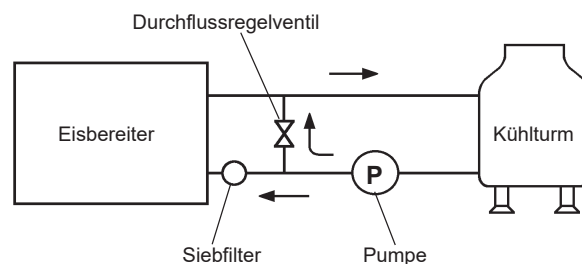 Durchflussregelventil
Eisbereiter
Kühlturm
P
Siebfilter
Pumpe